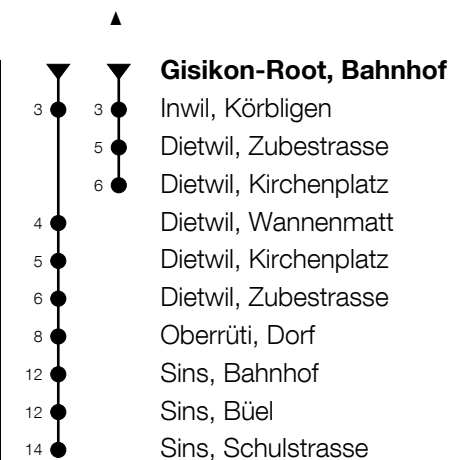 Gisikon-Root, Bahnhof
3 3 Inwil, Körbligen
5 Dietwil, Zubestrasse
6 Dietwil, Kirchenplatz
4 Dietwil, Wannenmatt
5 Dietwil, Kirchenplatz
6 Dietwil, Zubestrasse
8 Oberrüti, Dorf
12 Sins, Bahnhof
12 Sins, Büel
14 Sins, Schulstrasse